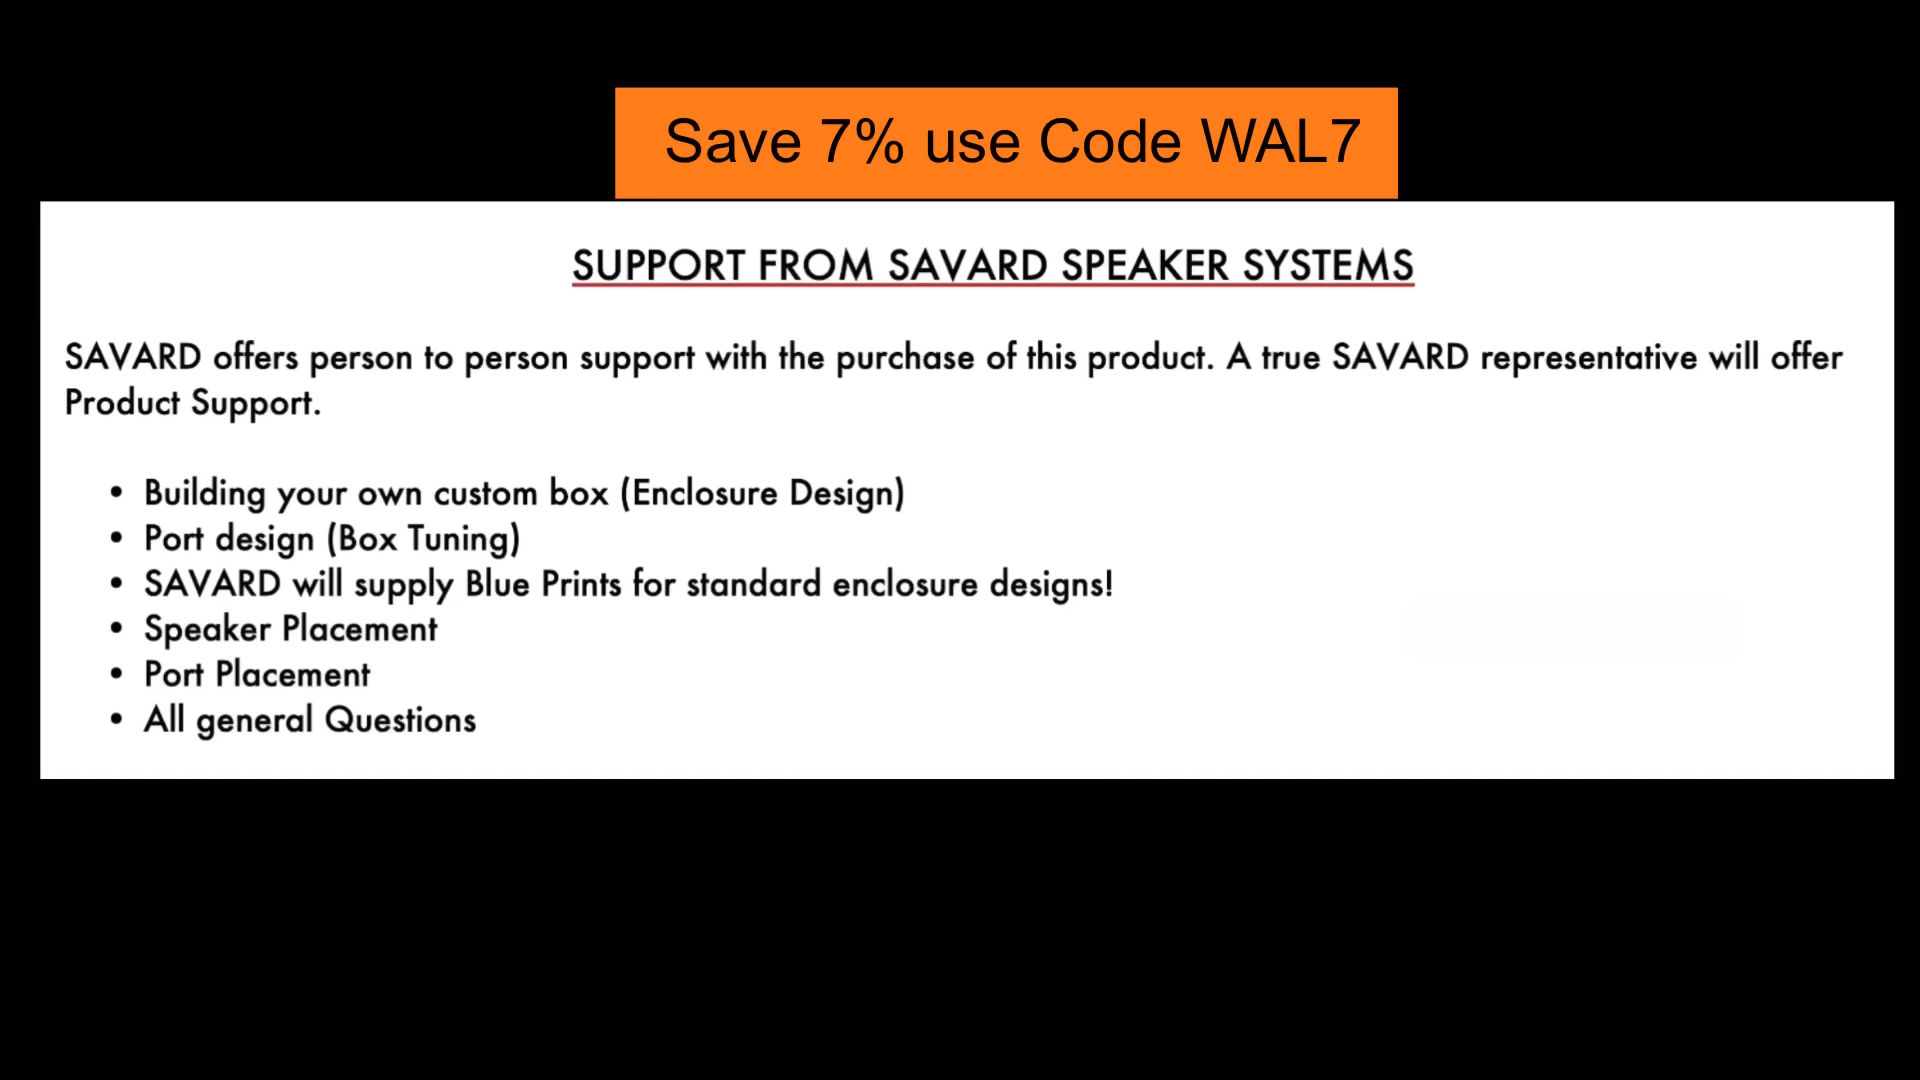 Save 7% use Code WAL7
SUPPORT FROM SAVARD SPEAKER SYSTEMS
SAVARD offers person to person support with the purchase of this product. A true SAVARD representative will offer
Product Support.
• Building your own custom box (Enclosure Design)
• Port design (Box Tuning)
• SAVARD will supply Blue Prints for standard enclosure designs!
• Speaker Placement
• Port Placement
• All general Questions